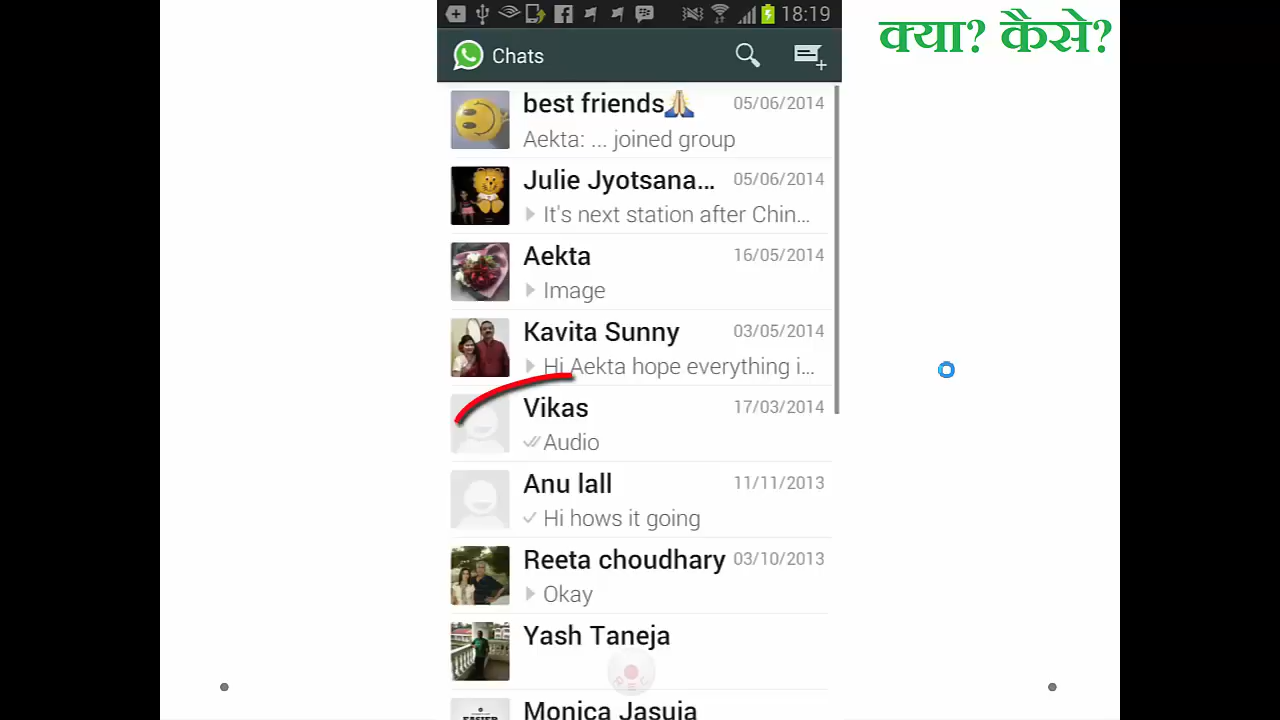 18:19
क्या? कैसे?
Chats
best friends🙏 05/06/2014
Aekta: ... joined group
Julie Jyotsana... 05/06/2014
It's next station after Chin...
Aekta 16/05/2014
Image
Kavita Sunny 03/05/2014
Hi Aekta hope everything i...
Vikas 17/03/2014
Audio
Anu lall 11/11/2013
Hi hows it going
Reeta choudhary 03/10/2013
Okay
Yash Taneja
Monica Jasuja